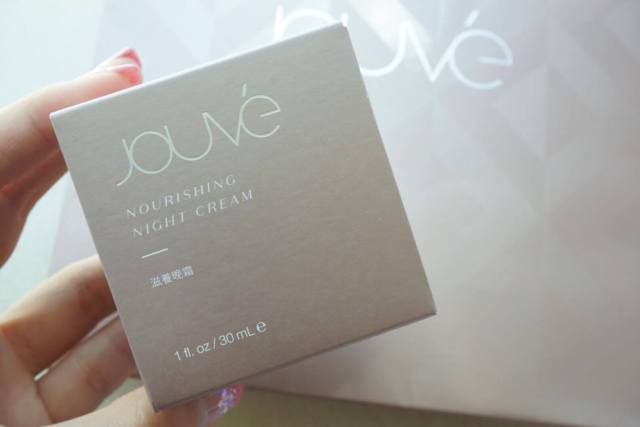 Jouvé
Jouvé
NOURISHING
NIGHT CREAM
滋養晚霜
1 fl. oz / 30 mL ℮